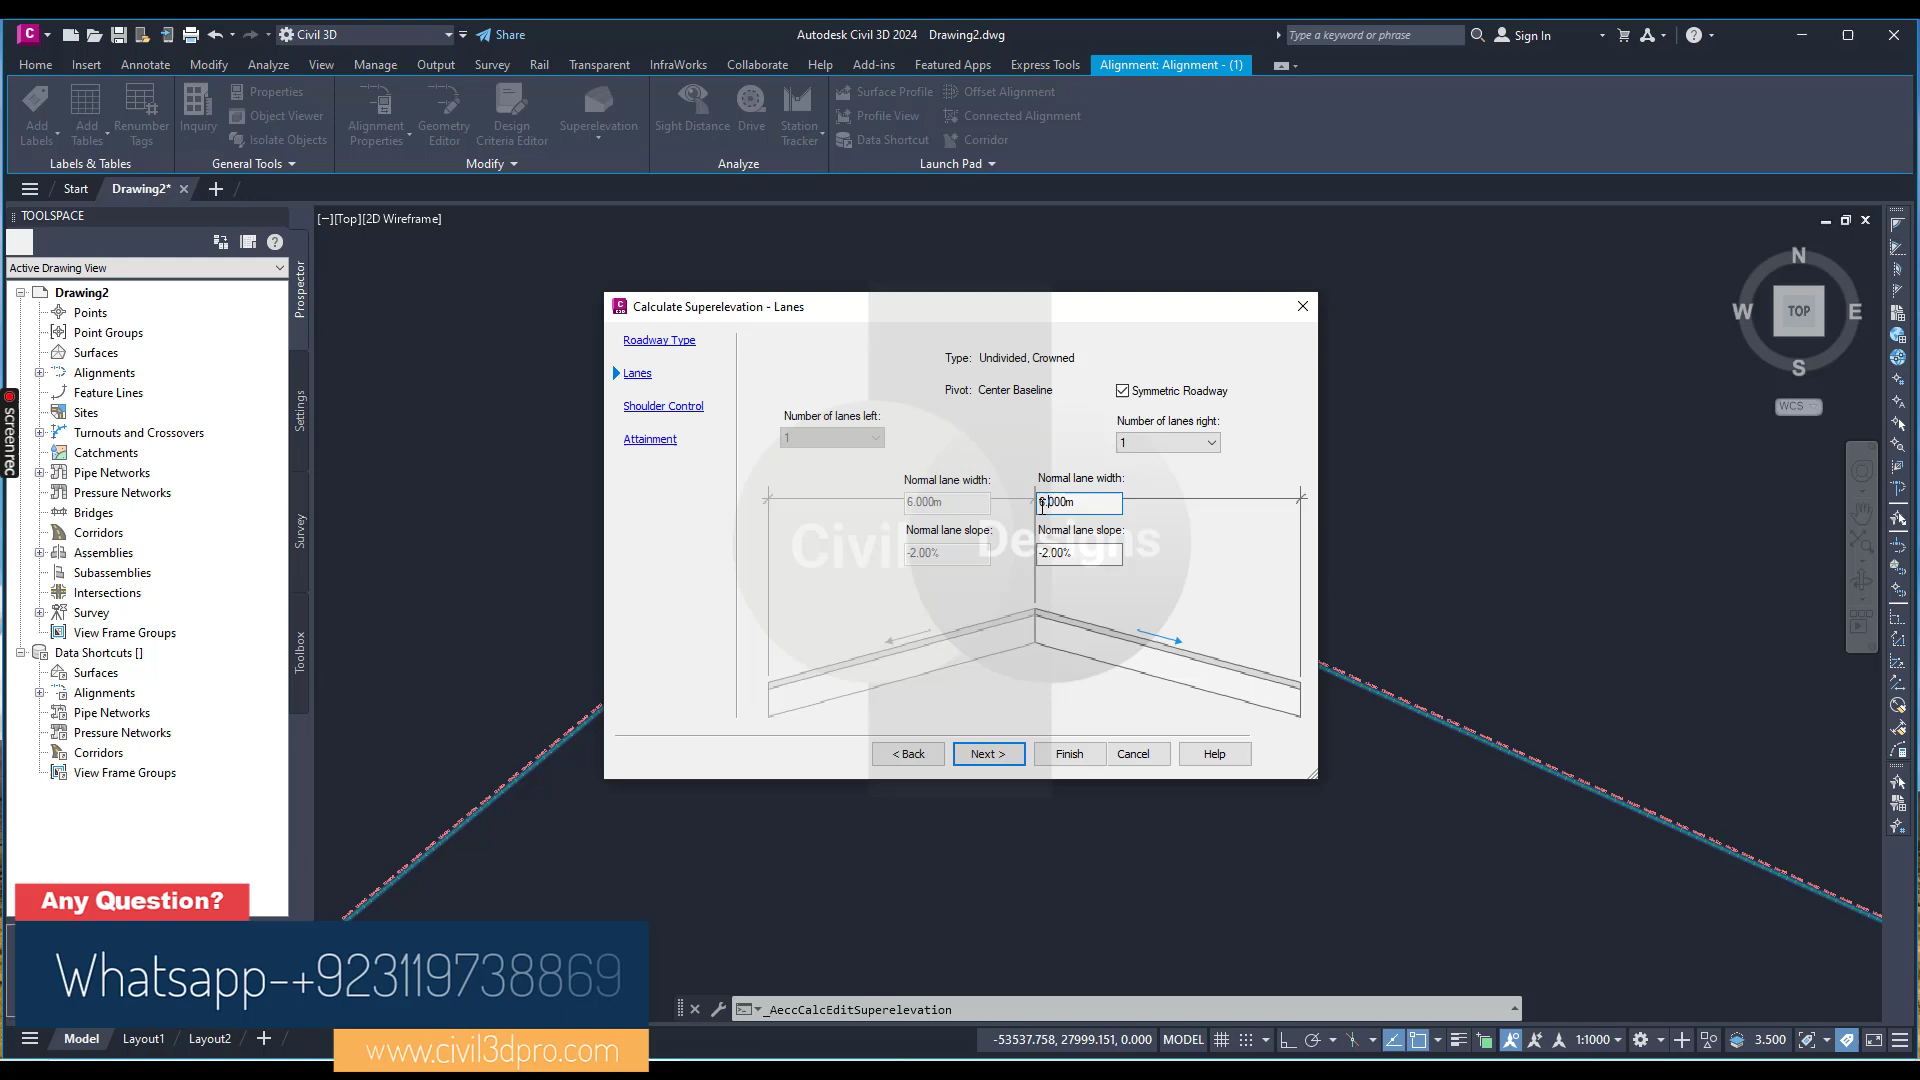 Civil 3D
Share
Autodesk Civil 3D 2024 Drawing2.dwg
Type a keyword or phrase
Sign In
Home Insert Annotate Modify Analyze View Manage Output Survey Rail Transparent InfraWorks Collaborate Help Add-ins Featured Apps Express Tools Alignment: Alignment - (1)
Add Labels
Add Tables
Renumber Tags
Inquiry
Properties
Object Viewer
Isolate Objects
Alignment Properties
Geometry Editor
Design Criteria Editor
Superelevation
Sight Distance
Drive
Station Tracker
Surface Profile
Profile View
Data Shortcut
Offset Alignment
Connected Alignment
Corridor
Labels & Tables
General Tools
Modify
Analyze
Launch Pad
Start
Drawing2*
TOOLSPACE
[−][Top][2D Wireframe]
Active Drawing View
Drawing2
Points
Point Groups
Surfaces
Alignments
Feature Lines
Sites
Turnouts and Crossovers
Catchments
Pipe Networks
Pressure Networks
Bridges
Corridors
Assemblies
Subassemblies
Intersections
Survey
View Frame Groups
Data Shortcuts []
Surfaces
Alignments
Pipe Networks
Pressure Networks
Corridors
View Frame Groups
Prospector
Settings
Survey
Toolbox
screenrec
N
W
TOP
E
S
WCS
Calculate Superelevation - Lanes
Roadway Type
Lanes
Shoulder Control
Attainment
Type: Undivided, Crowned
Pivot: Center Baseline
Symmetric Roadway
Number of lanes left:
1
Number of lanes right:
1
Normal lane width:
6.000m
Normal lane slope:
-2.00%
Normal lane width:
6.000m
Normal lane slope:
-2.00%
Civil Designs
< Back
Next >
Finish
Cancel
Help
Any Question?
Whatsapp-+923119738869
www.civil3dpro.com
_AeccCalcEditSuperelevation
Model
Layout1
Layout2
-53537.758, 27999.151, 0.000
MODEL
1:1000
3.500